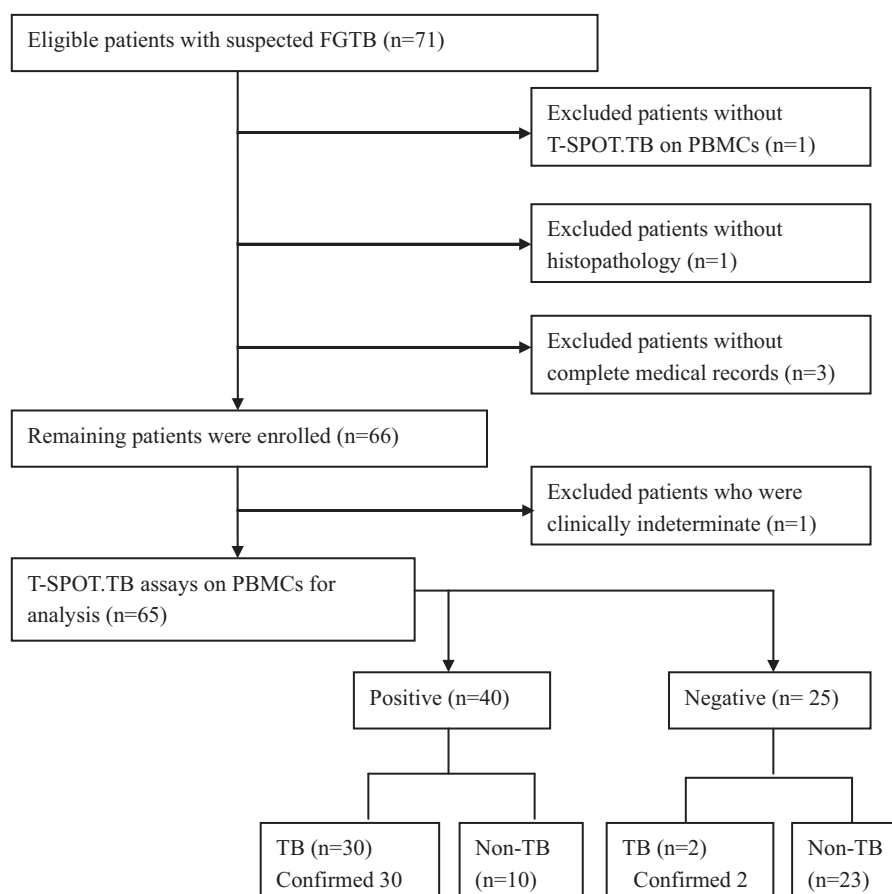 Eligible patients with suspected FGTB (n=71)
Excluded patients without
T-SPOT.TB on PBMCs (n=1)
Excluded patients without
histopathology (n=1)
Excluded patients without
complete medical records (n=3)
Remaining patients were enrolled (n=66)
Excluded patients who were
clinically indeterminate (n=1)
T-SPOT.TB assays on PBMCs for
analysis (n=65)
Positive (n=40)
Negative (n= 25)
TB (n=30)
Confirmed 30
Non-TB
(n=10)
TB (n=2)
Confirmed 2
Non-TB
(n=23)